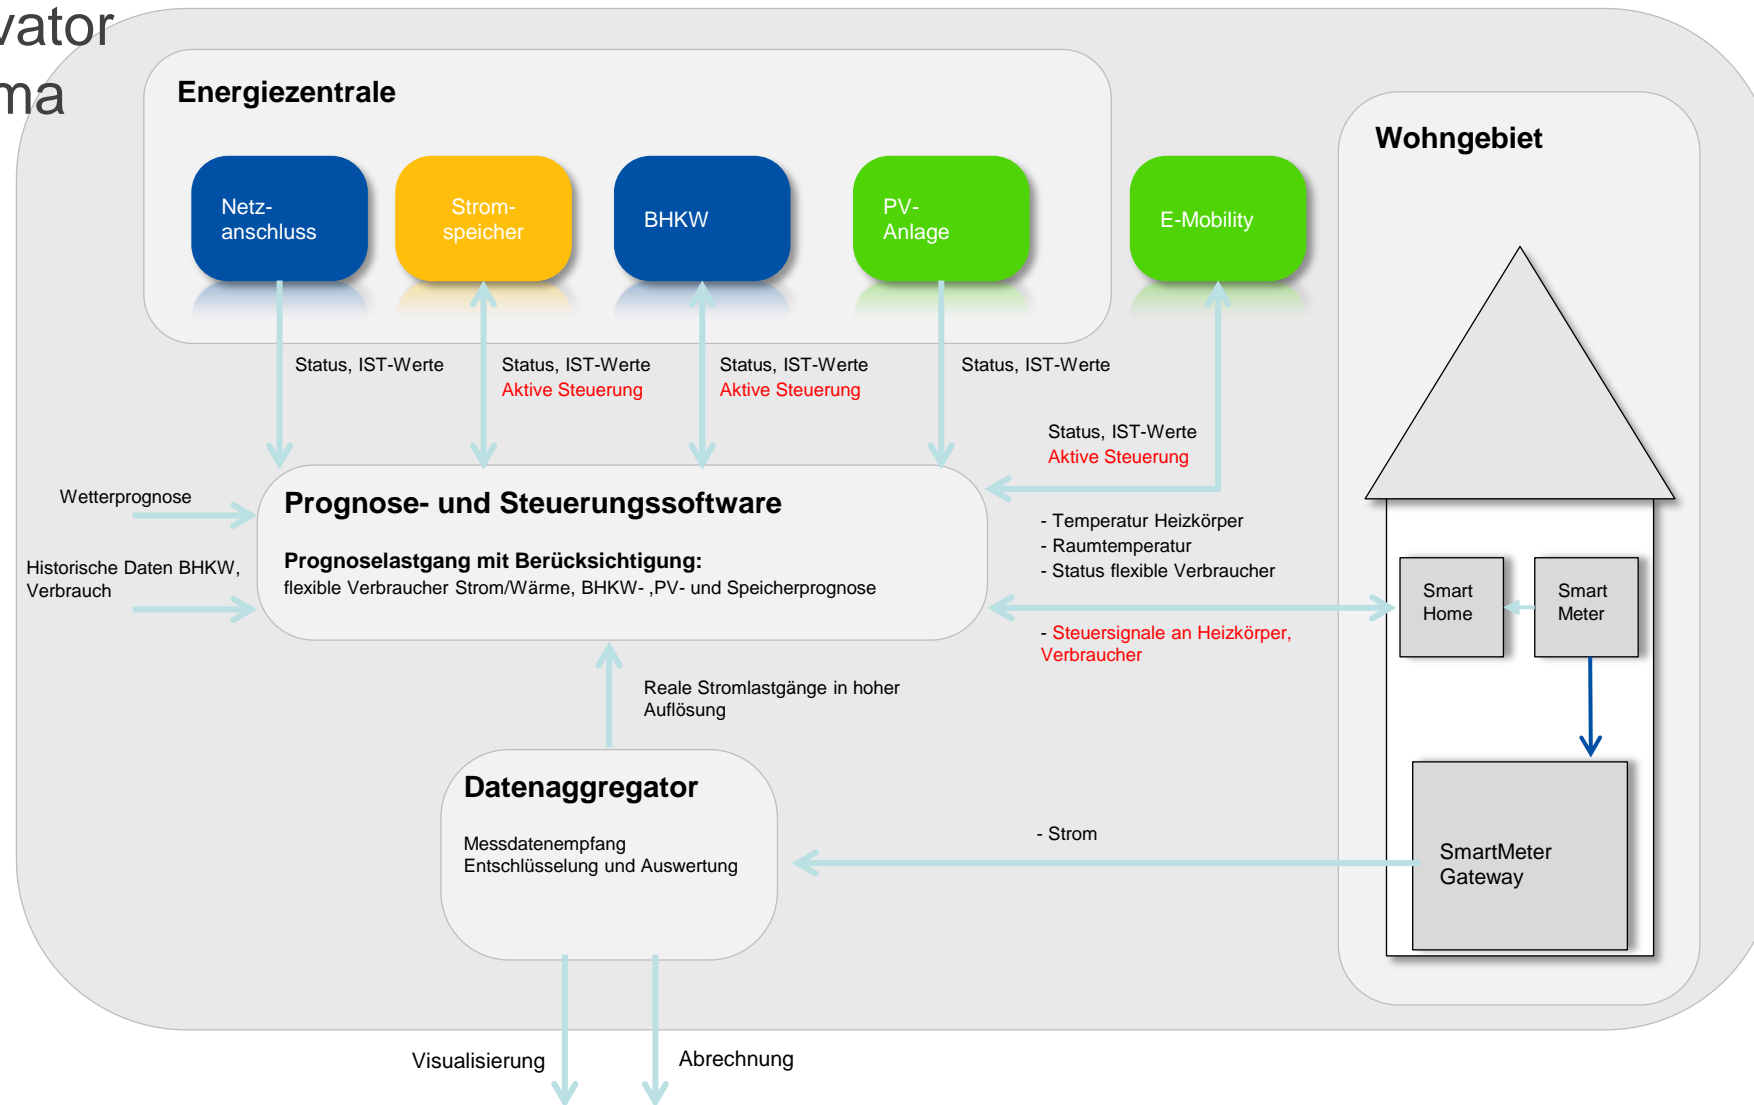 vator
ma
Energiezentrale
Wohngebiet
Netz-
anschluss
Strom-
speicher
BHKW
PV-
Anlage
E-Mobility
Status, IST-Werte
Status, IST-Werte
Aktive Steuerung
Status, IST-Werte
Aktive Steuerung
Status, IST-Werte
Status, IST-Werte
Aktive Steuerung
Wetterprognose
Historische Daten BHKW,
Verbrauch
Prognose- und Steuerungssoftware
Prognoselastgang mit Berücksichtigung:
flexible Verbraucher Strom/Wärme, BHKW- ,PV- und Speicherprognose
- Temperatur Heizkörper
- Raumtemperatur
- Status flexible Verbraucher
- Steuersignale an Heizkörper,
Verbraucher
Smart
Home
Smart
Meter
Reale Stromlastgänge in hoher
Auflösung
Datenaggregator
Messdatenempfang
Entschlüsselung und Auswertung
- Strom
SmartMeter
Gateway
Visualisierung
Abrechnung